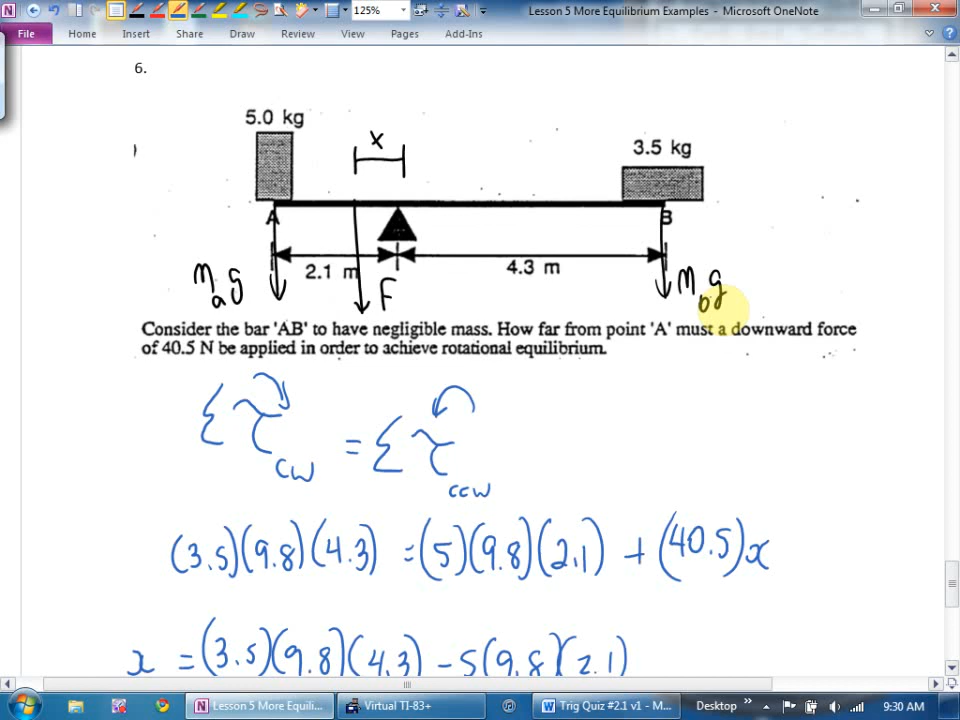 Lesson 5 More Equilibrium Examples - Microsoft OneNote
125%
File Home Insert Share Draw Review View Pages Add-Ins
6.
5.0 kg
x
3.5 kg
A
B
2.1 m
4.3 m
mₐg
F
m_b g
Consider the bar 'AB' to have negligible mass. How far from point 'A' must a downward force
of 40.5 N be applied in order to achieve rotational equilibrium.
Στ_cw = Στ_ccw
(3.5)(9.8)(4.3) = (5)(9.8)(2.1) + (40.5)x
x = (3.5)(9.8)(4.3) - 5(9.8)(2.1)
Lesson 5 More Equili...
Virtual TI-83+
Trig Quiz #2.1 v1 - M...
Desktop
9:30 AM